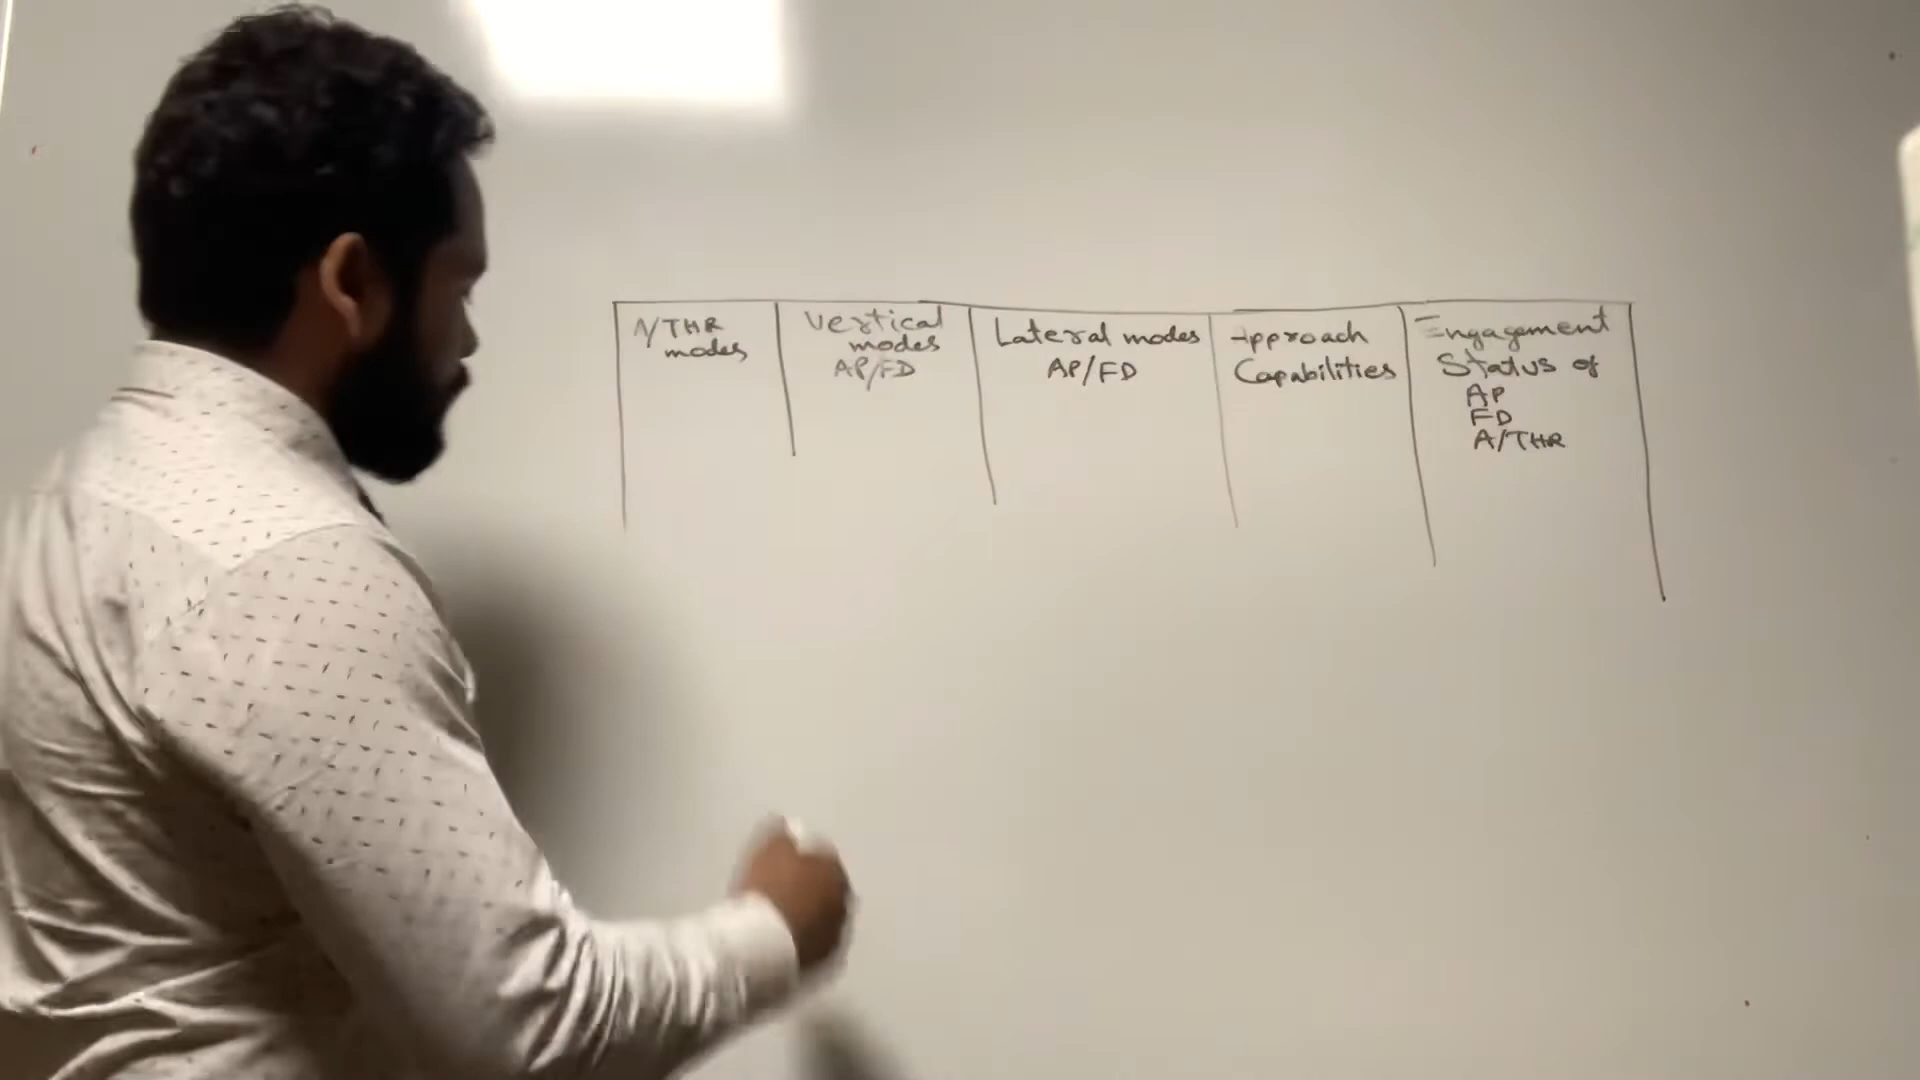 A/THR
modes
Vertical
modes
AP/FD
Lateral modes
AP/FD
Approach
Capabilities
Engagement
Status of
AP
FD
A/THR